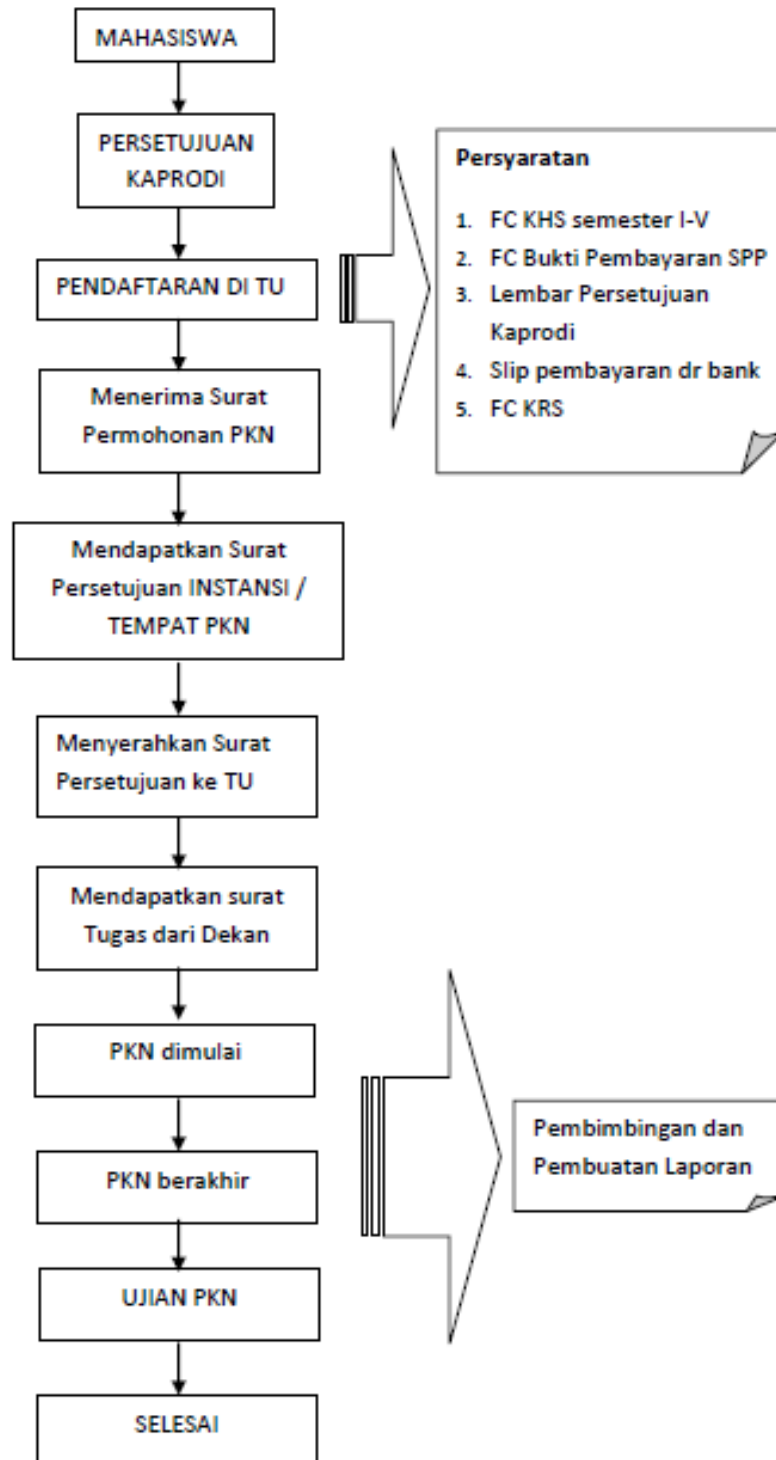 MAHASISWA
PERSETUJUAN
KAPRODI
PENDAFTARAN DI TU
Persyaratan
1. FC KHS semester I-V
2. FC Bukti Pembayaran SPP
3. Lembar Persetujuan
Kaprodi
4. Slip pembayaran dr bank
5. FC KRS
Menerima Surat
Permohonan PKN
Mendapatkan Surat
Persetujuan INSTANSI /
TEMPAT PKN
Menyerahkan Surat
Persetujuan ke TU
Mendapatkan surat
Tugas dari Dekan
PKN dimulai
PKN berakhir
Pembimbingan dan
Pembuatan Laporan
UJIAN PKN
SELESAI